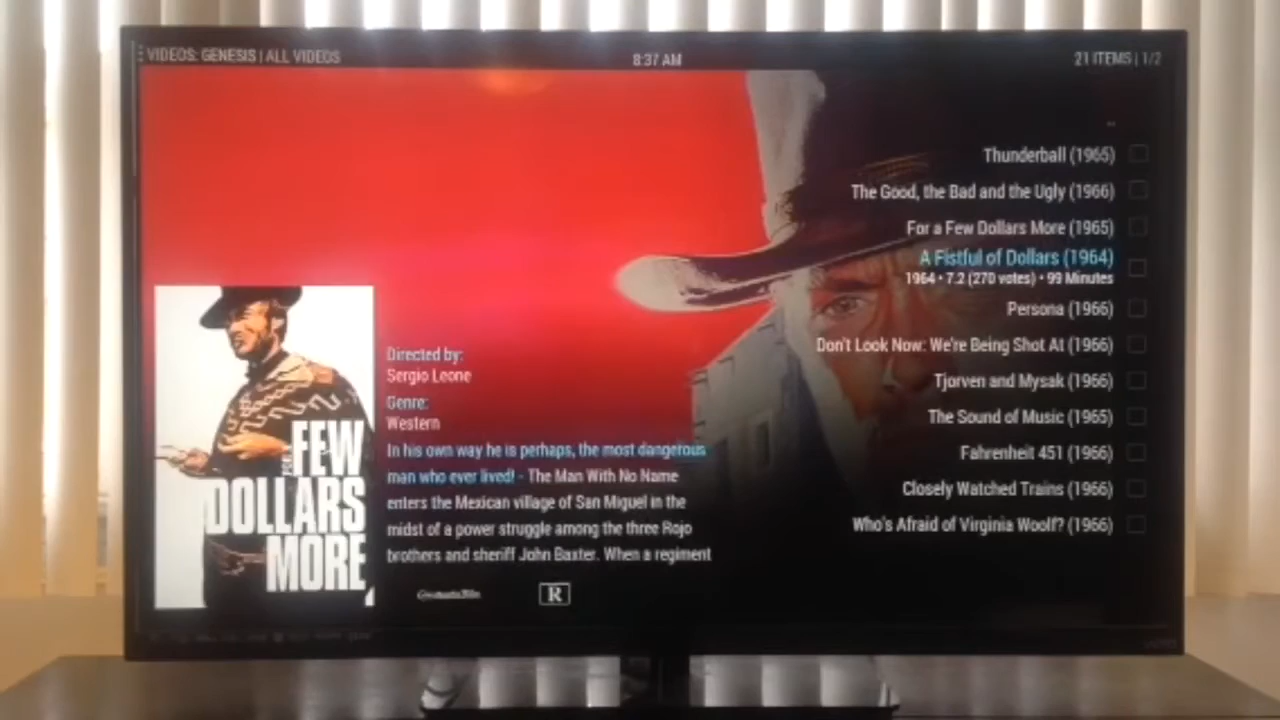 VIDEOS: GENESIS | ALL VIDEOS
8:37 AM
21 ITEMS | 1/2
..
Thunderball (1965)
The Good, the Bad and the Ugly (1966)
For a Few Dollars More (1965)
A Fistful of Dollars (1964)
1964 • 7.2 (270 votes) • 99 Minutes
Persona (1966)
Don't Look Now: We're Being Shot At (1966)
Tjorven and Mysak (1966)
The Sound of Music (1965)
Fahrenheit 451 (1966)
Closely Watched Trains (1966)
Who's Afraid of Virginia Woolf? (1966)
FEW
DOLLARS
MORE
Directed by:
Sergio Leone
Genre:
Western
In his own way he is perhaps, the most dangerous
man who ever lived! - The Man With No Name
enters the Mexican village of San Miguel in the
midst of a power struggle among the three Rojo
brothers and sheriff John Baxter. When a regiment
R